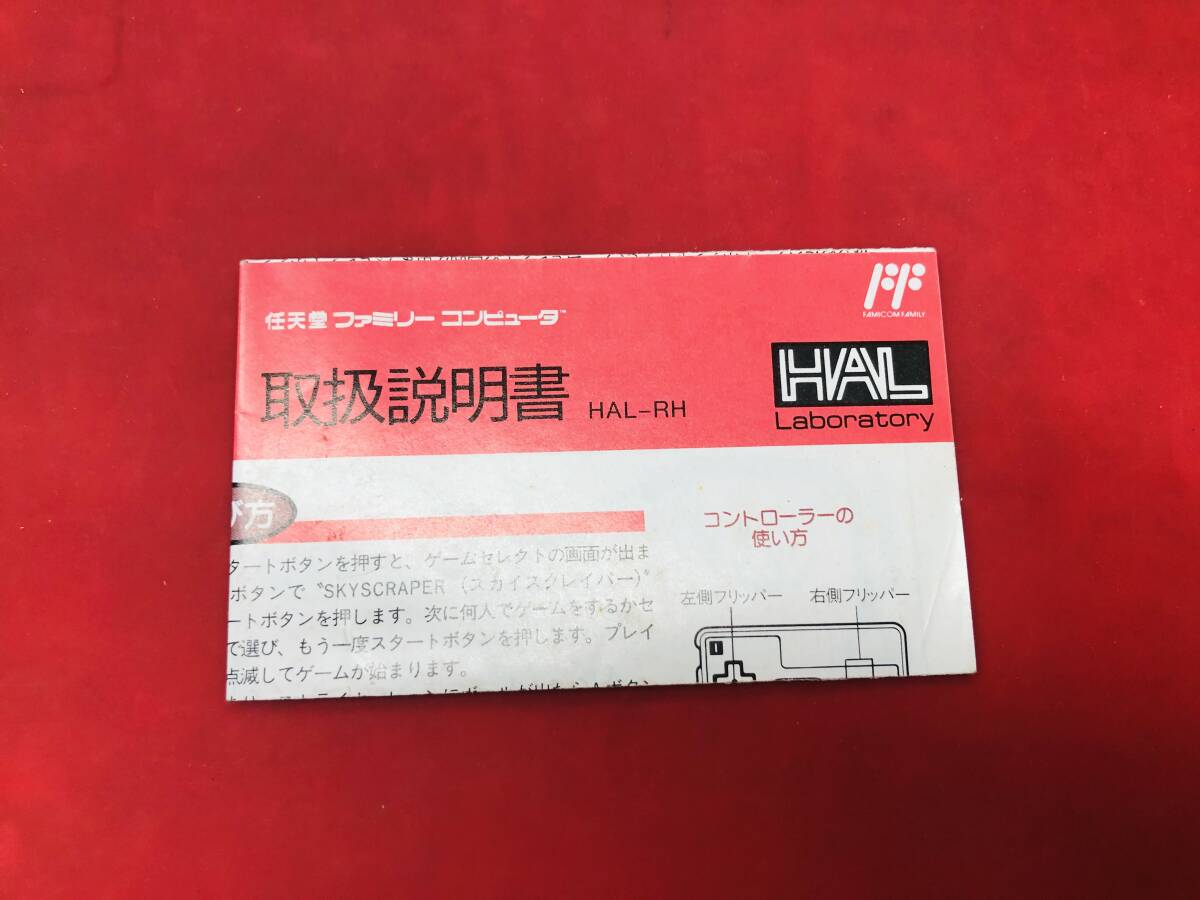 任天堂 ファミリー コンピュータ™
FAMICOM FAMILY
取扱説明書 HAL-RH
HAL
Laboratory
び方
タートボタンを押すと、ゲームセレクトの画面が出ま
ボタンで〝SKYSCRAPER (スカイスクレイパー)〞
ートボタンを押します。次に何人でゲームをするかセ
で選び、もう一度スタートボタンを押します。プレイ
点滅してゲームが始まります。
コントローラーの
使い方
左側フリッパー 右側フリッパー
I